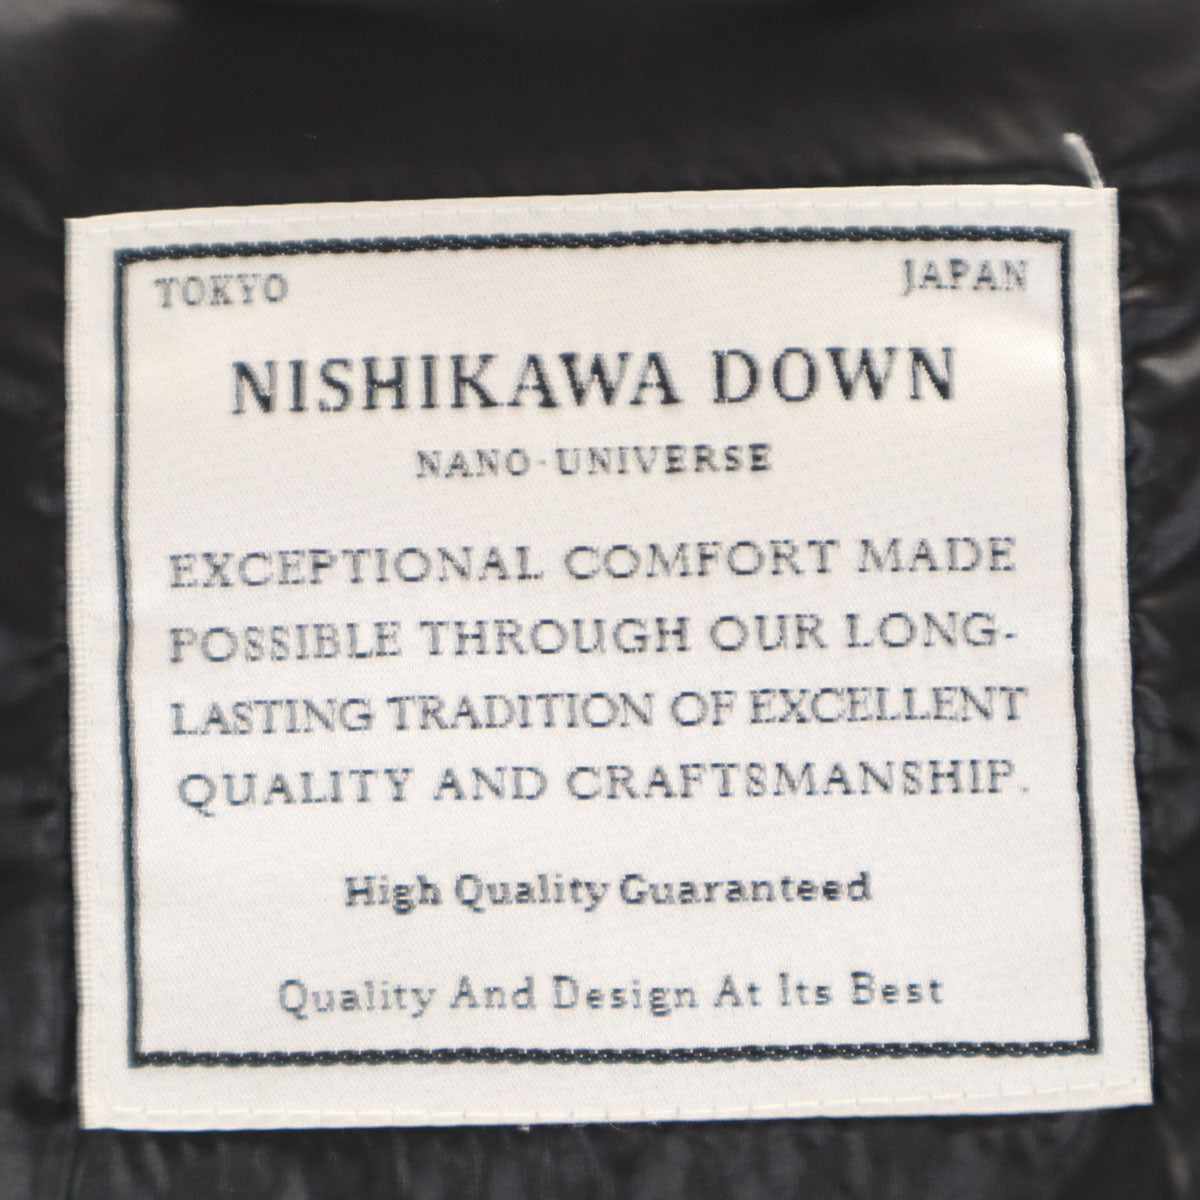 TOKYO JAPAN
NISHIKAWA DOWN
NANO·UNIVERSE
EXCEPTIONAL COMFORT MADE
POSSIBLE THROUGH OUR LONG-
LASTING TRADITION OF EXCELLENT
QUALITY AND CRAFTSMANSHIP.
High Quality Guaranteed
Quality And Design At Its Best